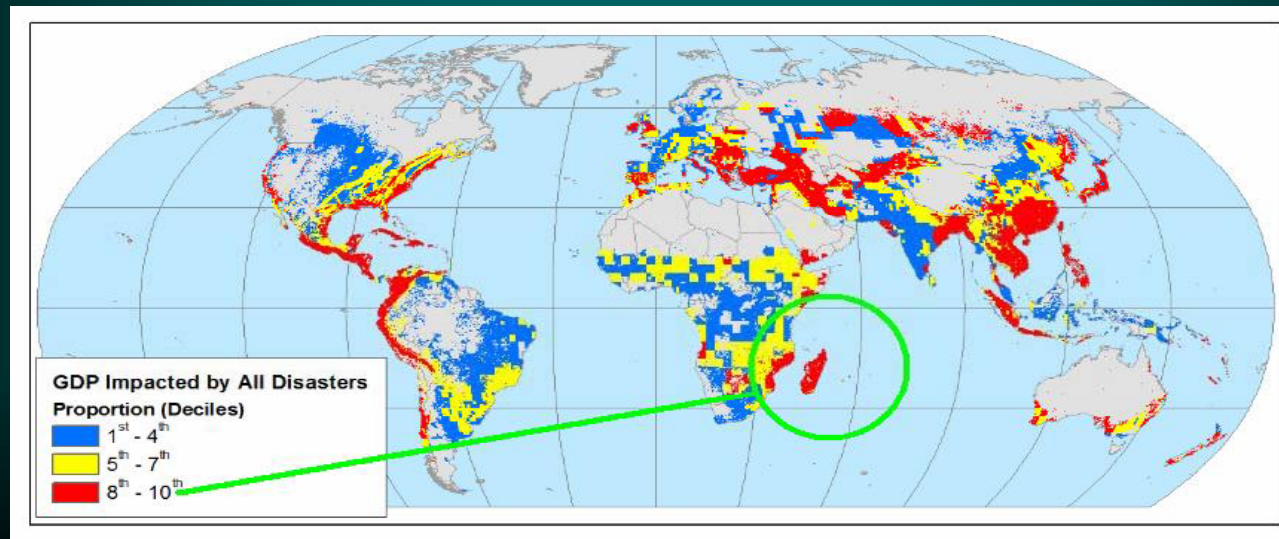 GDP Impacted by All Disasters
Proportion (Deciles)
1st - 4th
5th - 7th
8th - 10th